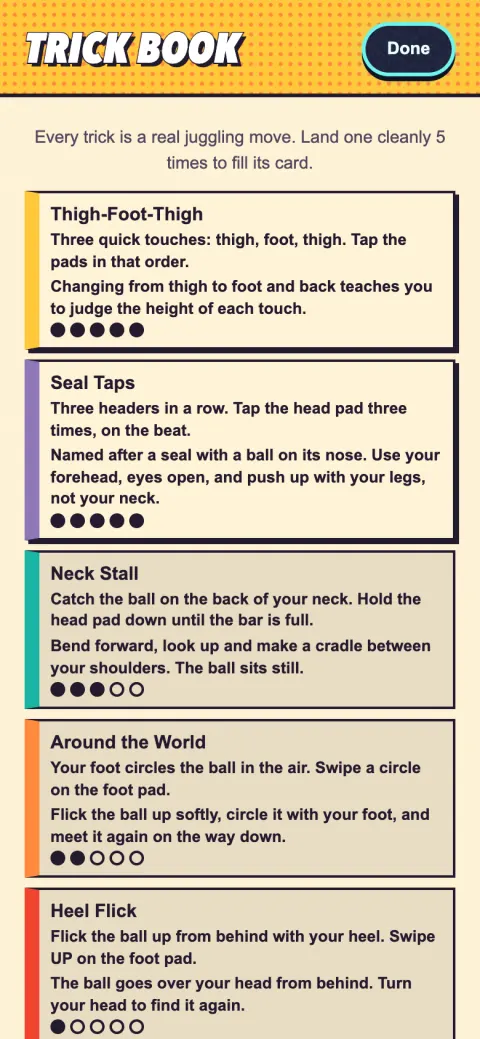 TRICK BOOK
Done
Every trick is a real juggling move. Land one cleanly 5
times to fill its card.
Thigh-Foot-Thigh
Three quick touches: thigh, foot, thigh. Tap the
pads in that order.
Changing from thigh to foot and back teaches you
to judge the height of each touch.
Seal Taps
Three headers in a row. Tap the head pad three
times, on the beat.
Named after a seal with a ball on its nose. Use your
forehead, eyes open, and push up with your legs,
not your neck.
Neck Stall
Catch the ball on the back of your neck. Hold the
head pad down until the bar is full.
Bend forward, look up and make a cradle between
your shoulders. The ball sits still.
Around the World
Your foot circles the ball in the air. Swipe a circle
on the foot pad.
Flick the ball up softly, circle it with your foot, and
meet it again on the way down.
Heel Flick
Flick the ball up from behind with your heel. Swipe
UP on the foot pad.
The ball goes over your head from behind. Turn
your head to find it again.